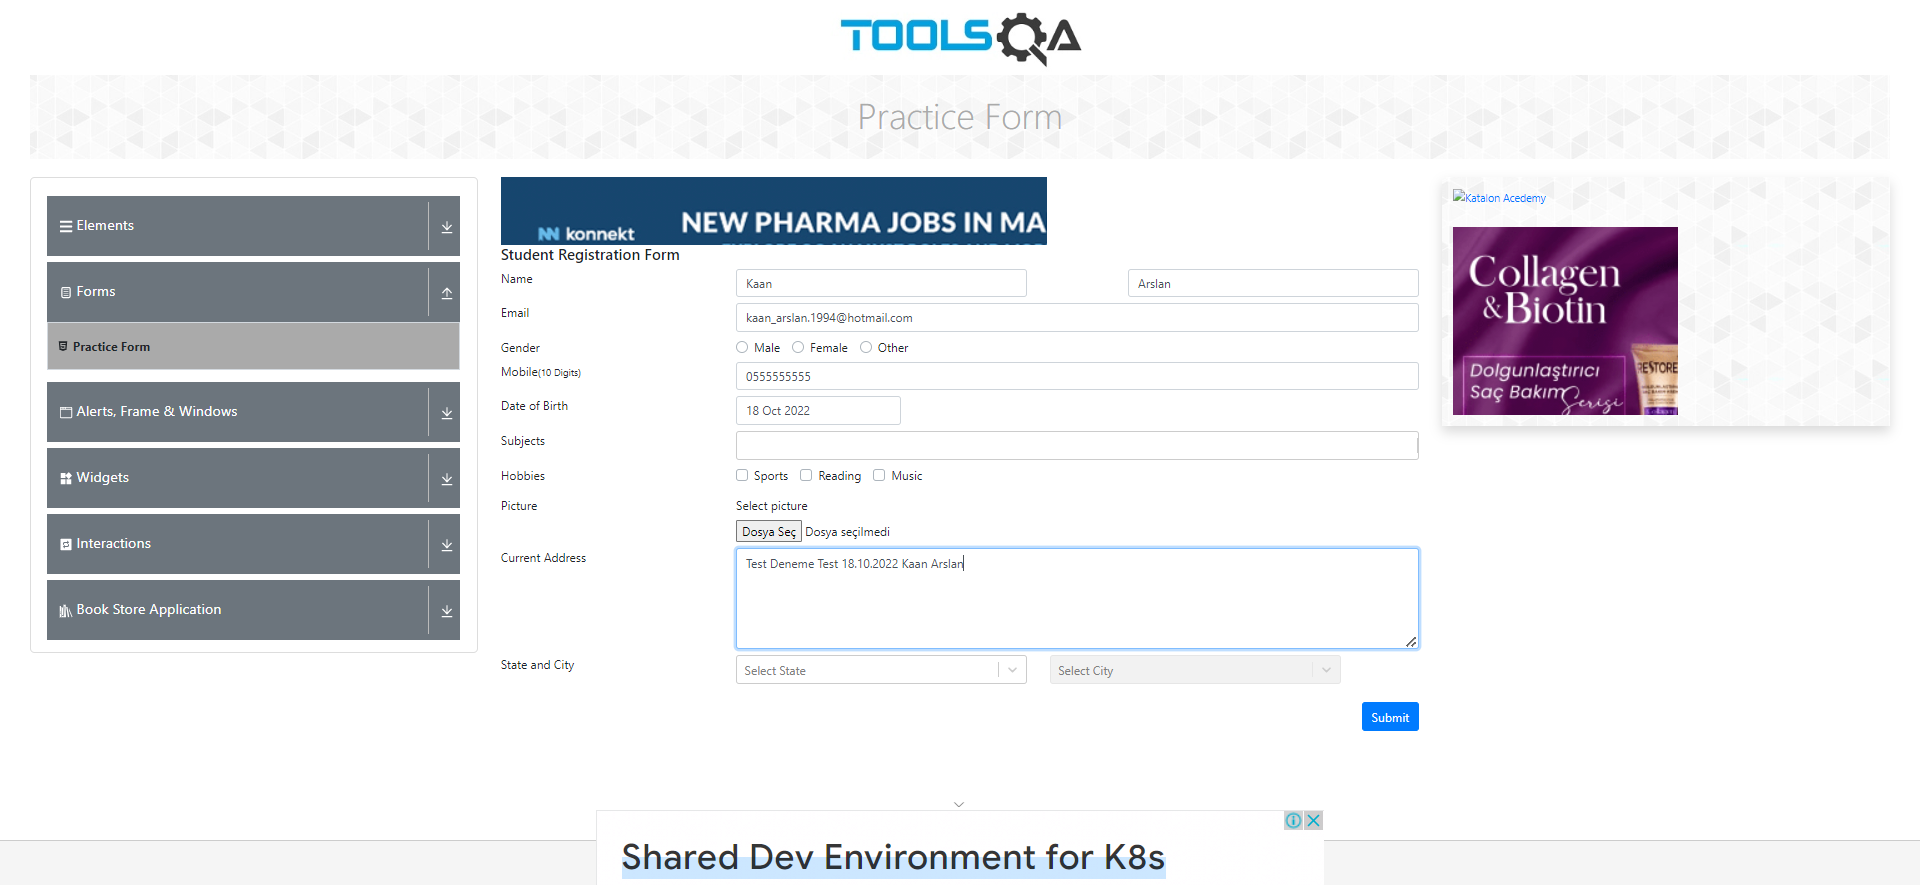 TOOLSQA
Practice Form
Elements
Forms
Practice Form
Alerts, Frame & Windows
Widgets
Interactions
Book Store Application
konnekt
NEW PHARMA JOBS IN MA
Student Registration Form
Name
Kaan
Arslan
Email
kaan_arslan.1994@hotmail.com
Gender
Male Female Other
Mobile(10 Digits)
0555555555
Date of Birth
18 Oct 2022
Subjects
Hobbies
Sports Reading Music
Picture
Select picture
Dosya Seç Dosya seçilmedi
Current Address
Test Deneme Test 18.10.2022 Kaan Arslan
State and City
Select State
Select City
Submit
Katalon Acedemy
Collagen
& Biotin
Dolgunlaştırıcı
Saç Bakım
Serisi
RESTORE
Collagen
Shared Dev Environment for K8s